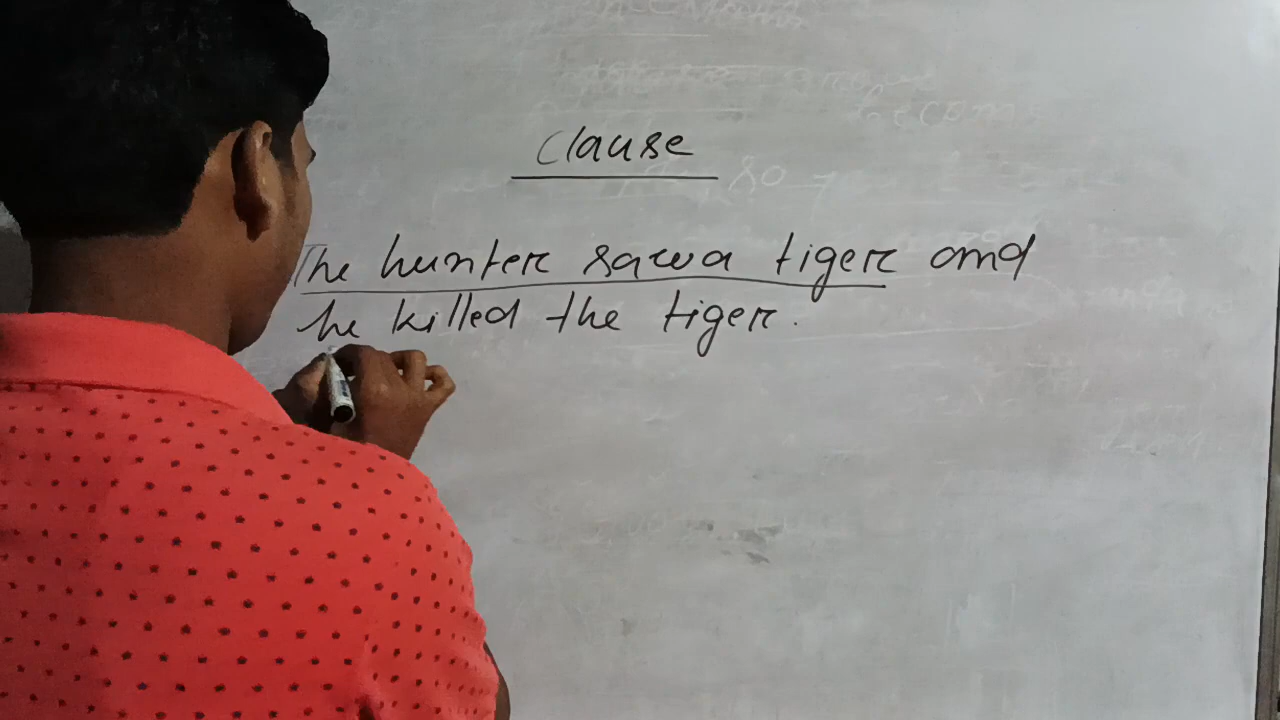 Clause
The hunter saw a tiger and
he killed the tiger.